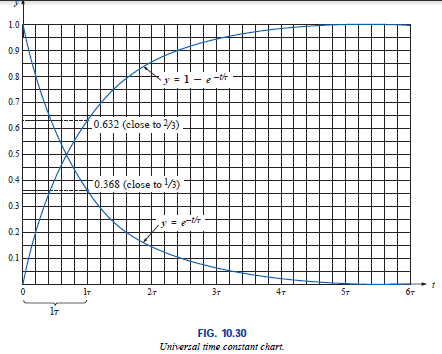 y
1.0
0.9
y = 1 – e –t/τ
0.8
0.7
0.632 (close to 2/3)
0.6
0.5
0.4
0.368 (close to 1/3)
0.3
y = e–t/τ
0.2
0.1
0 1τ 2τ 3τ 4τ 5τ 6τ t
1τ
FIG. 10.30
Universal time constant chart.